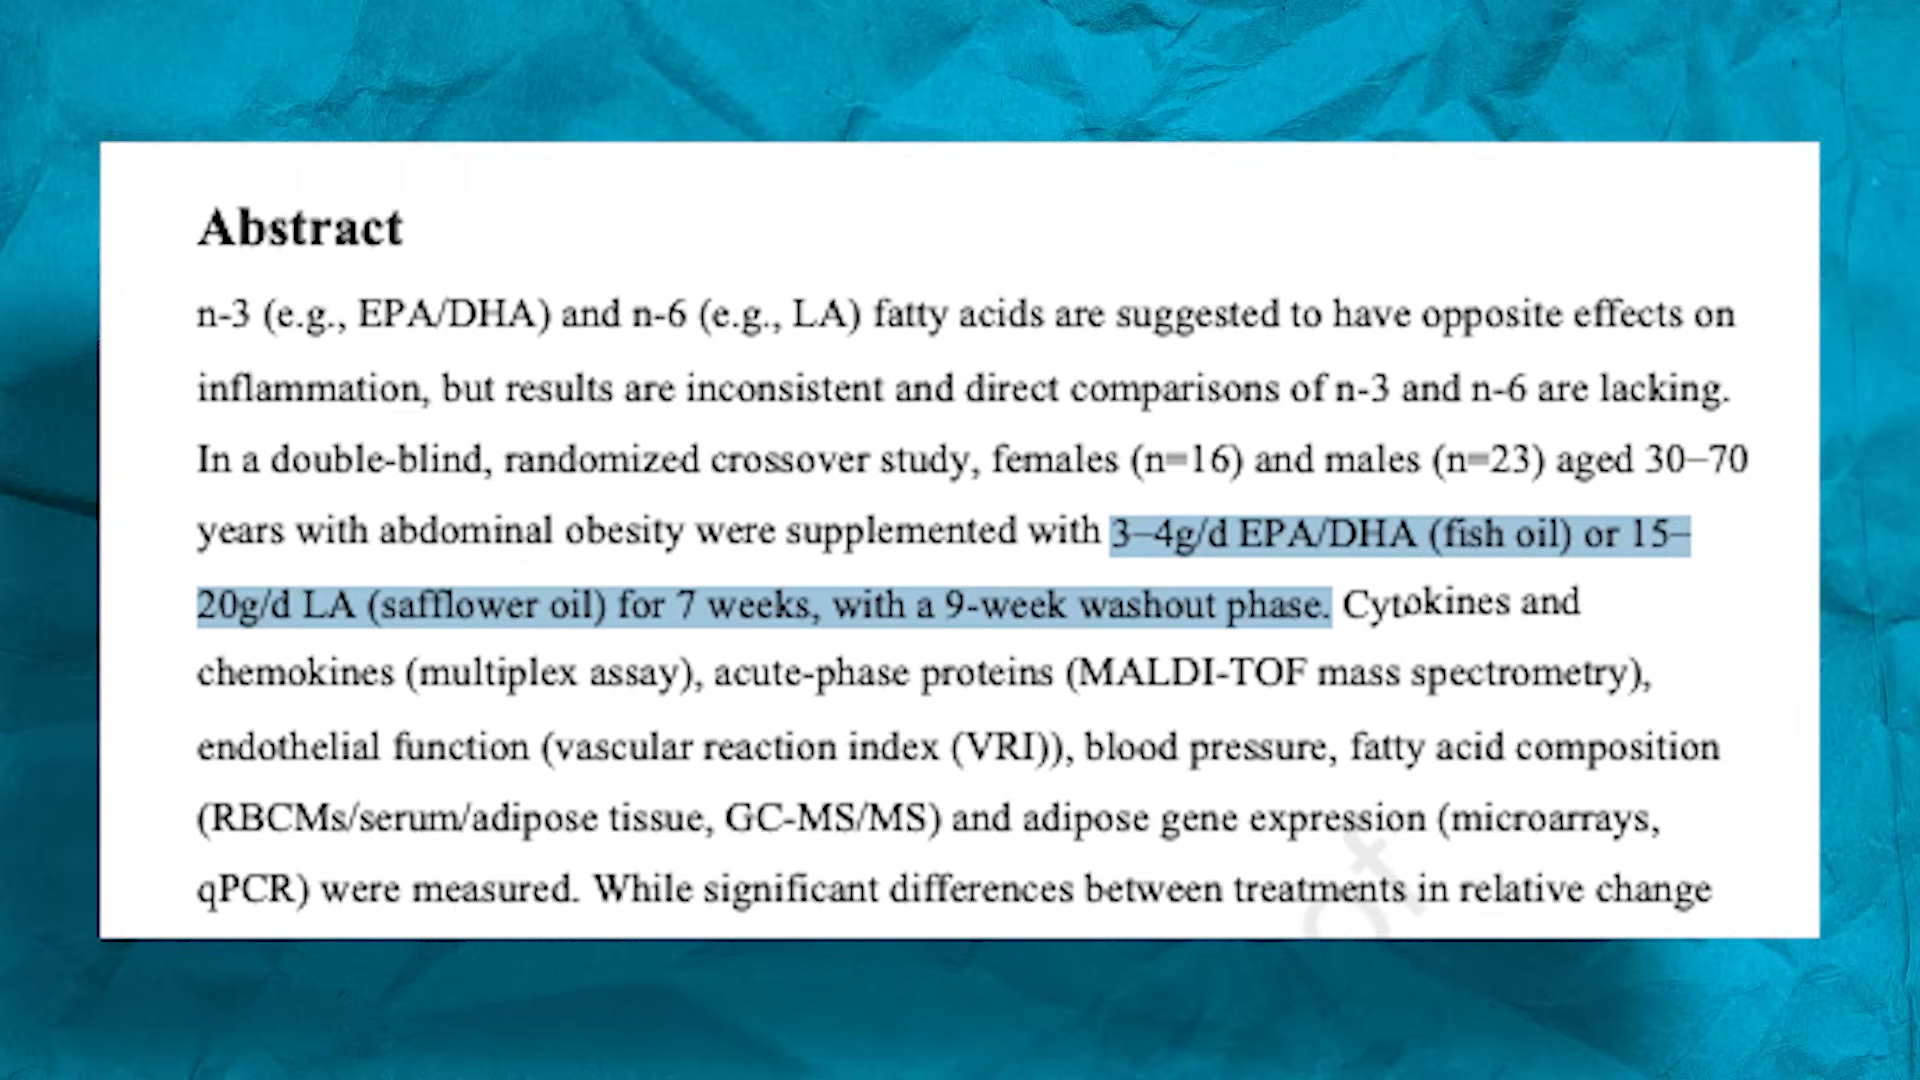 Abstract
n-3 (e.g., EPA/DHA) and n-6 (e.g., LA) fatty acids are suggested to have opposite effects on
inflammation, but results are inconsistent and direct comparisons of n-3 and n-6 are lacking.
In a double-blind, randomized crossover study, females (n=16) and males (n=23) aged 30–70
years with abdominal obesity were supplemented with 3–4g/d EPA/DHA (fish oil) or 15–
20g/d LA (safflower oil) for 7 weeks, with a 9-week washout phase. Cytokines and
chemokines (multiplex assay), acute-phase proteins (MALDI-TOF mass spectrometry),
endothelial function (vascular reaction index (VRI)), blood pressure, fatty acid composition
(RBCMs/serum/adipose tissue, GC-MS/MS) and adipose gene expression (microarrays,
qPCR) were measured. While significant differences between treatments in relative change